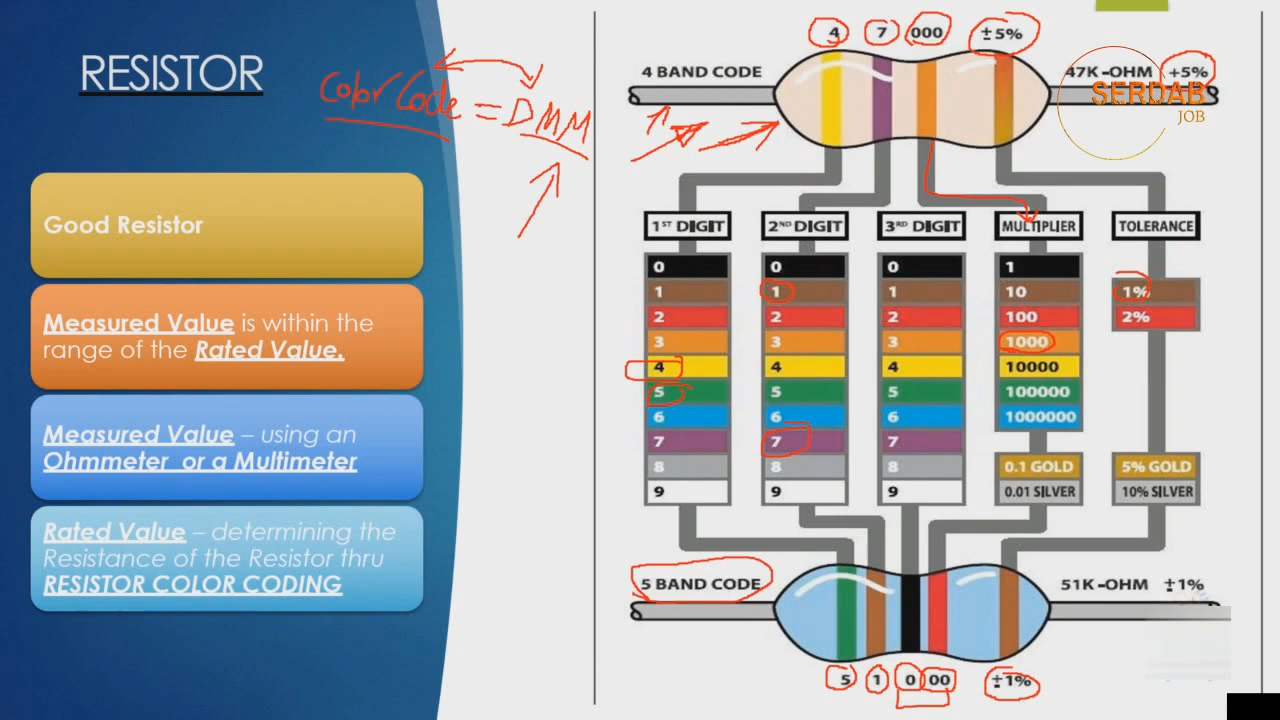 RESISTOR
Color Code = DMM
Good Resistor
Measured Value is within the
range of the Rated Value.
Measured Value – using an
Ohmmeter or a Multimeter
Rated Value – determining the
Resistance of the Resistor thru
RESISTOR COLOR CODING
4 7 000 ±5%
4 BAND CODE
47K-OHM +5%
SERDAB
JOB
1ST DIGIT 2ND DIGIT 3RD DIGIT MULTIPLIER TOLERANCE
0 0 0 1
1 1 1 10 1%
2 2 2 100 2%
3 3 3 1000
4 4 4 10000
5 5 5 100000
6 6 6 1000000
7 7 7
8 8 8 0.1 GOLD 5% GOLD
9 9 9 0.01 SILVER 10% SILVER
5 BAND CODE
51K-OHM ±1%
5 1 0 00 ±1%